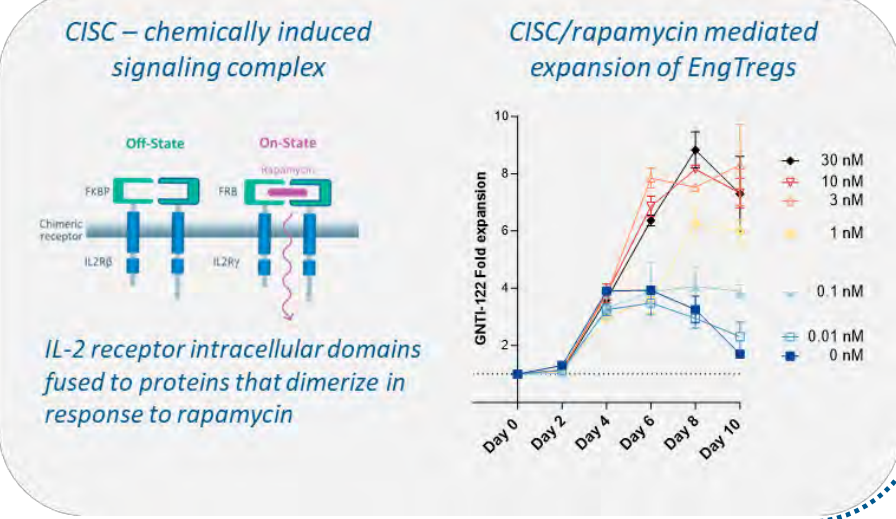 CISC – chemically induced
signaling complex
Off-State
On-State
Rapamycin
FKBP
FRB
Chimeric
receptor
IL2Rβ
IL2Rγ
IL-2 receptor intracellular domains
fused to proteins that dimerize in
response to rapamycin
CISC/rapamycin mediated
expansion of EngTregs
GNTI-122 Fold expansion
10
8
6
4
2
Day 0
Day 2
Day 4
Day 6
Day 8
Day 10
30 nM
10 nM
3 nM
1 nM
0.1 nM
0.01 nM
0 nM